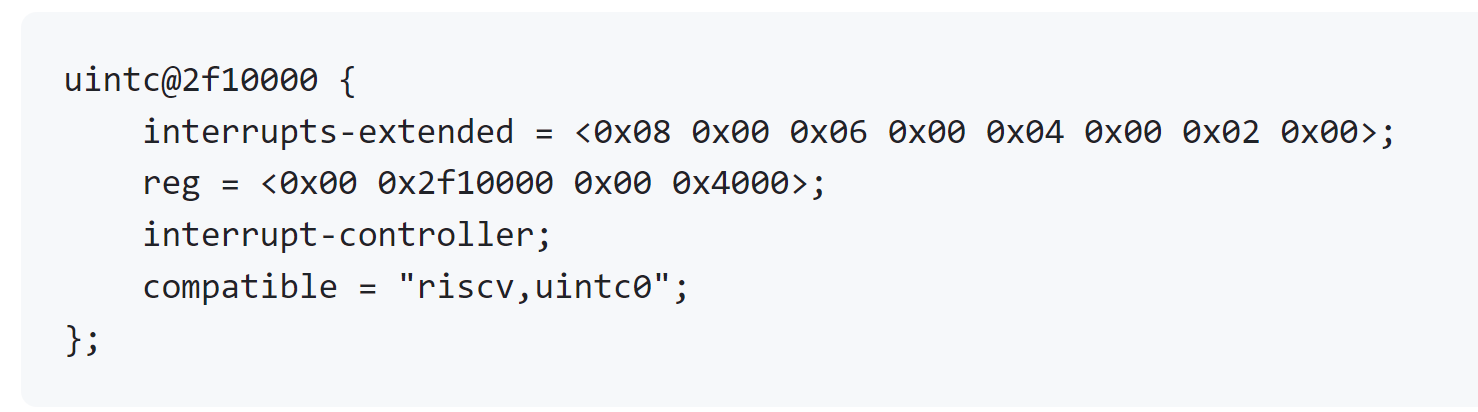 uintc@2f10000 {
    interrupts-extended = <0x08 0x00 0x06 0x00 0x04 0x00 0x02 0x00>;
    reg = <0x00 0x2f10000 0x00 0x4000>;
    interrupt-controller;
    compatible = "riscv,uintc0";
};